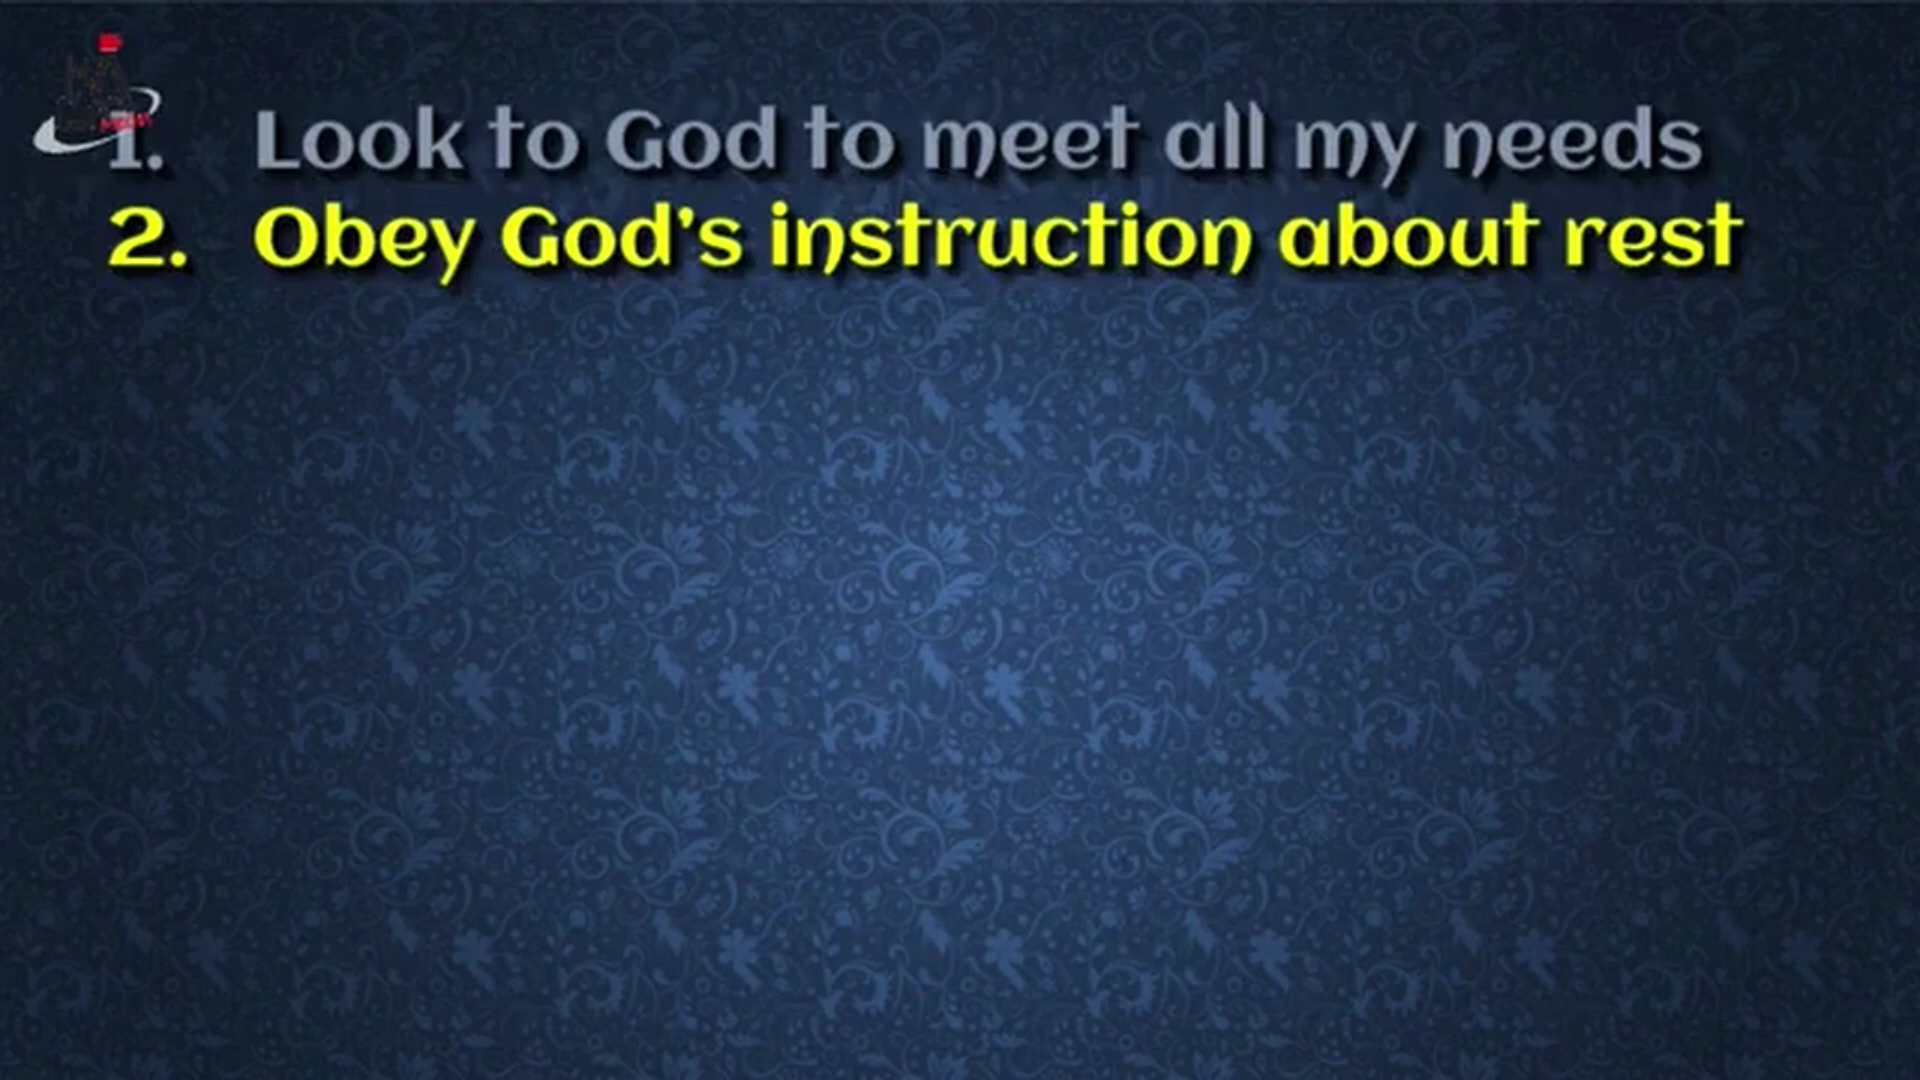 1. Look to God to meet all my needs
2. Obey God's instruction about rest